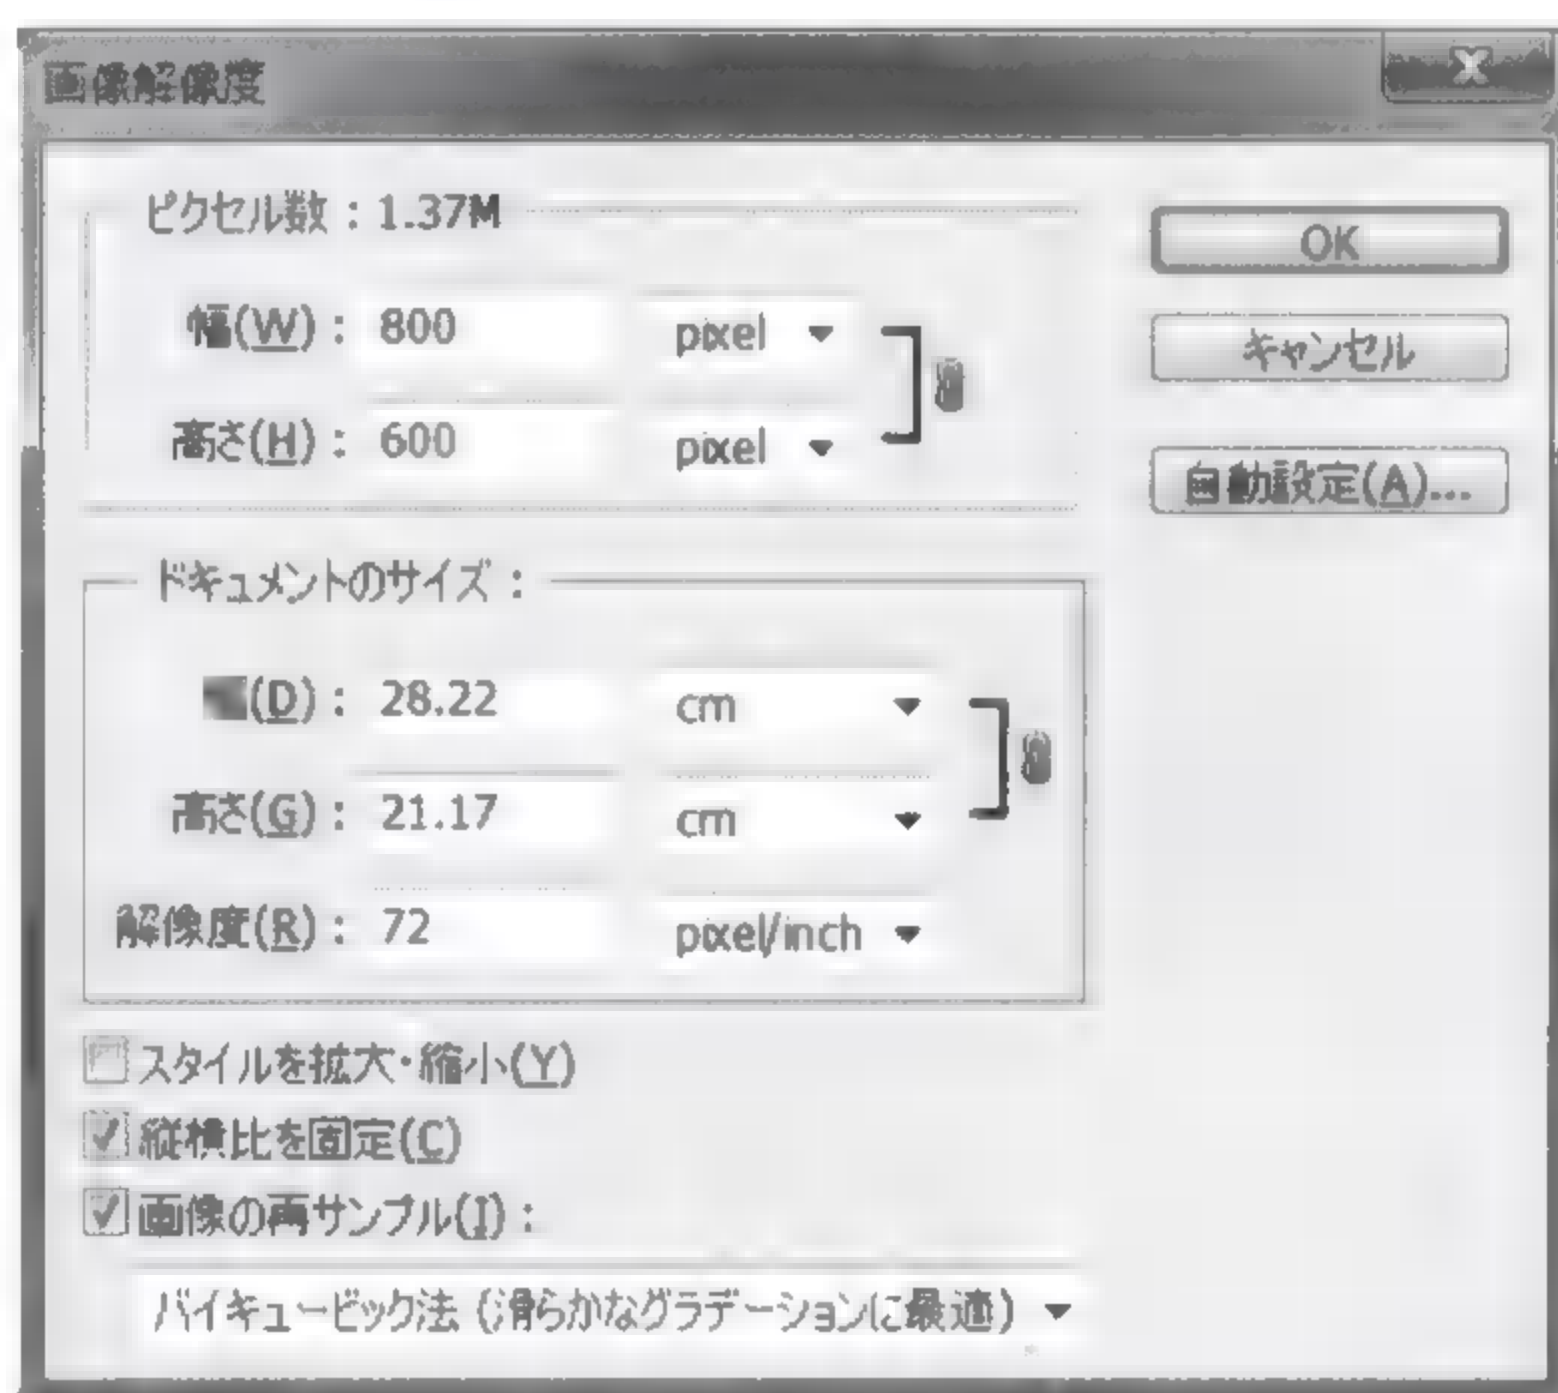 画像解像度
ピクセル数：1.37M
幅(W)： 800 pixel
高さ(H)： 600 pixel
OK
キャンセル
自動設定(A)...
ドキュメントのサイズ：
(D)： 28.22 cm
高さ(G)： 21.17 cm
解像度(R)： 72 pixel/inch
スタイルを拡大・縮小(Y)
縦横比を固定(C)
画像の再サンプル(I)：
バイキュービック法 (滑らかなグラデーションに最適)